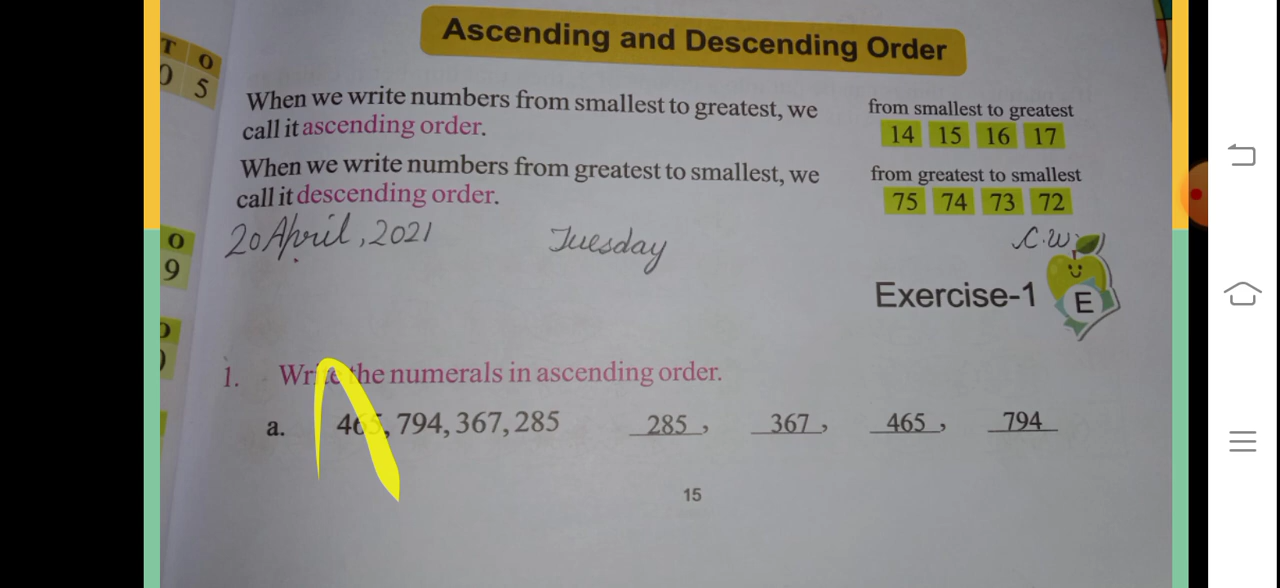 Ascending and Descending Order
T O
0 5
When we write numbers from smallest to greatest, we
call it ascending order.
from smallest to greatest
14 15 16 17
When we write numbers from greatest to smallest, we
call it descending order.
from greatest to smallest
75 74 73 72
20 April, 2021 Tuesday C.W
O
9
Exercise-1 E
1. Write the numerals in ascending order.
a. 465, 794, 367, 285 285, 367, 465, 794
15